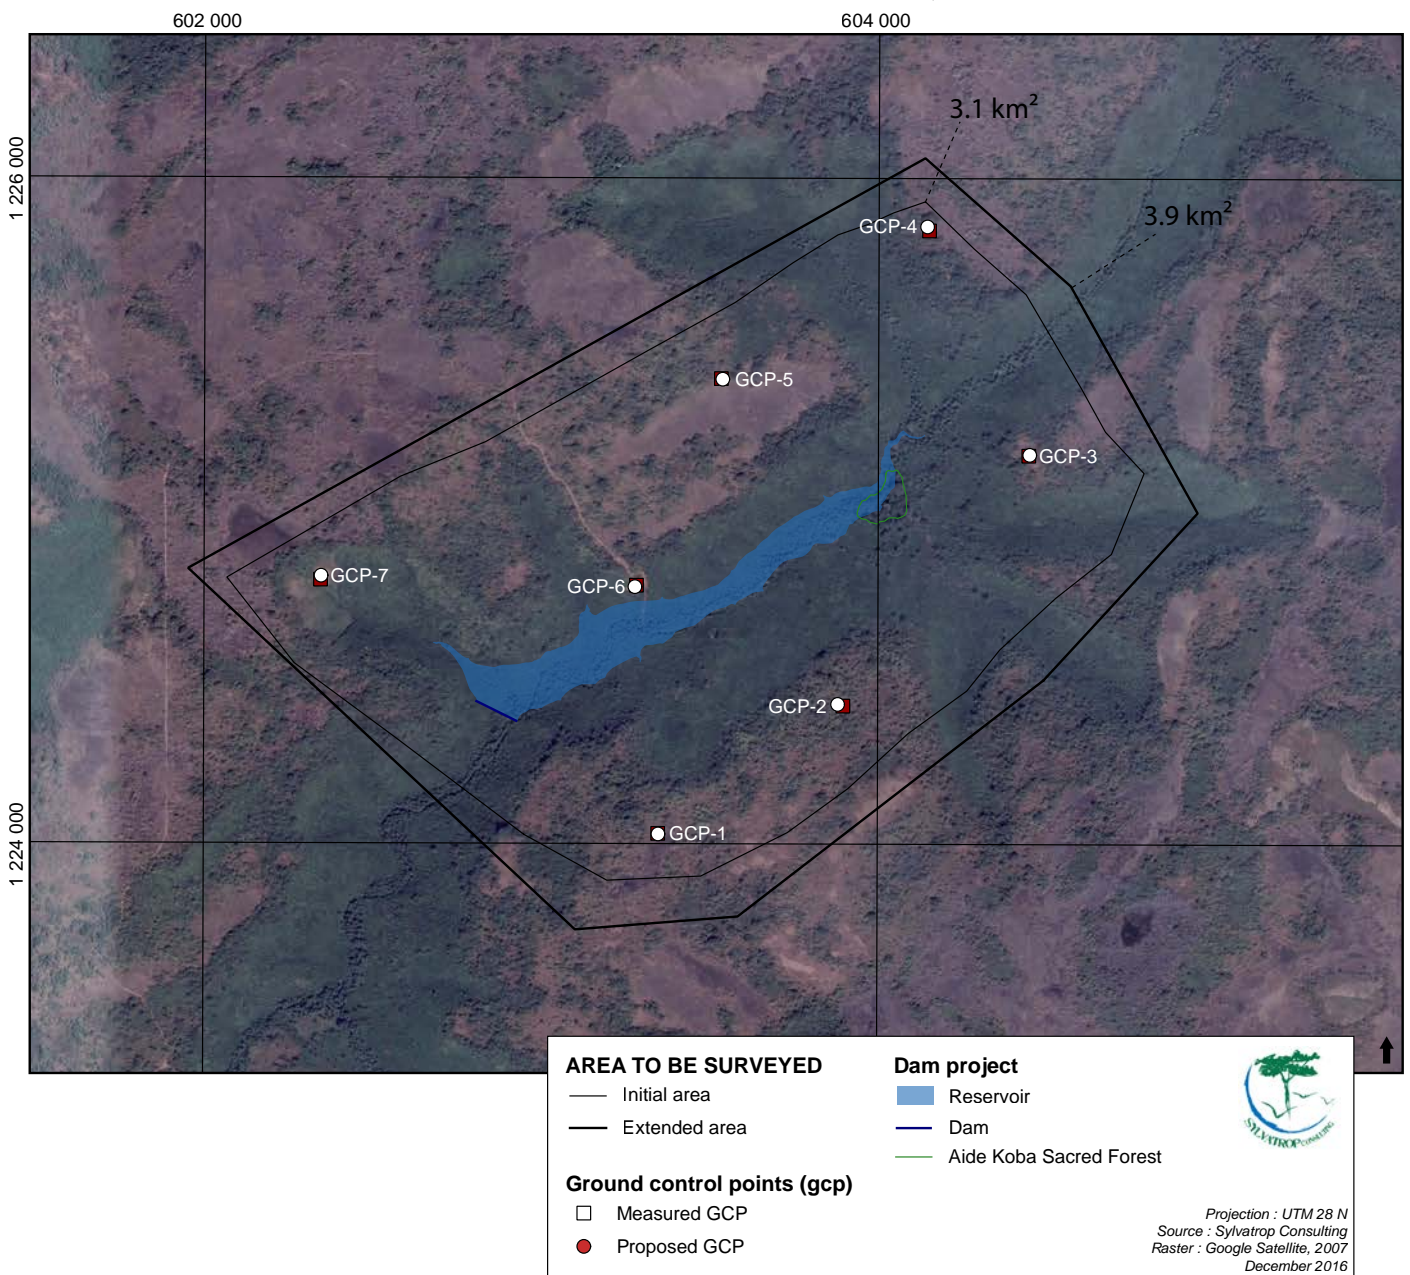 602 000
604 000
3.1 km²
1 226 000
3.9 km²
GCP-4
GCP-5
GCP-3
GCP-7
GCP-6
GCP-2
GCP-1
1 224 000
AREA TO BE SURVEYED
Initial area
Extended area
Ground control points (gcp)
Measured GCP
Proposed GCP
Dam project
Reservoir
Dam
Aide Koba Sacred Forest
SYLVATROP CONSULTING
Projection : UTM 28 N
Source : Sylvatrop Consulting
Raster : Google Satellite, 2007
December 2016